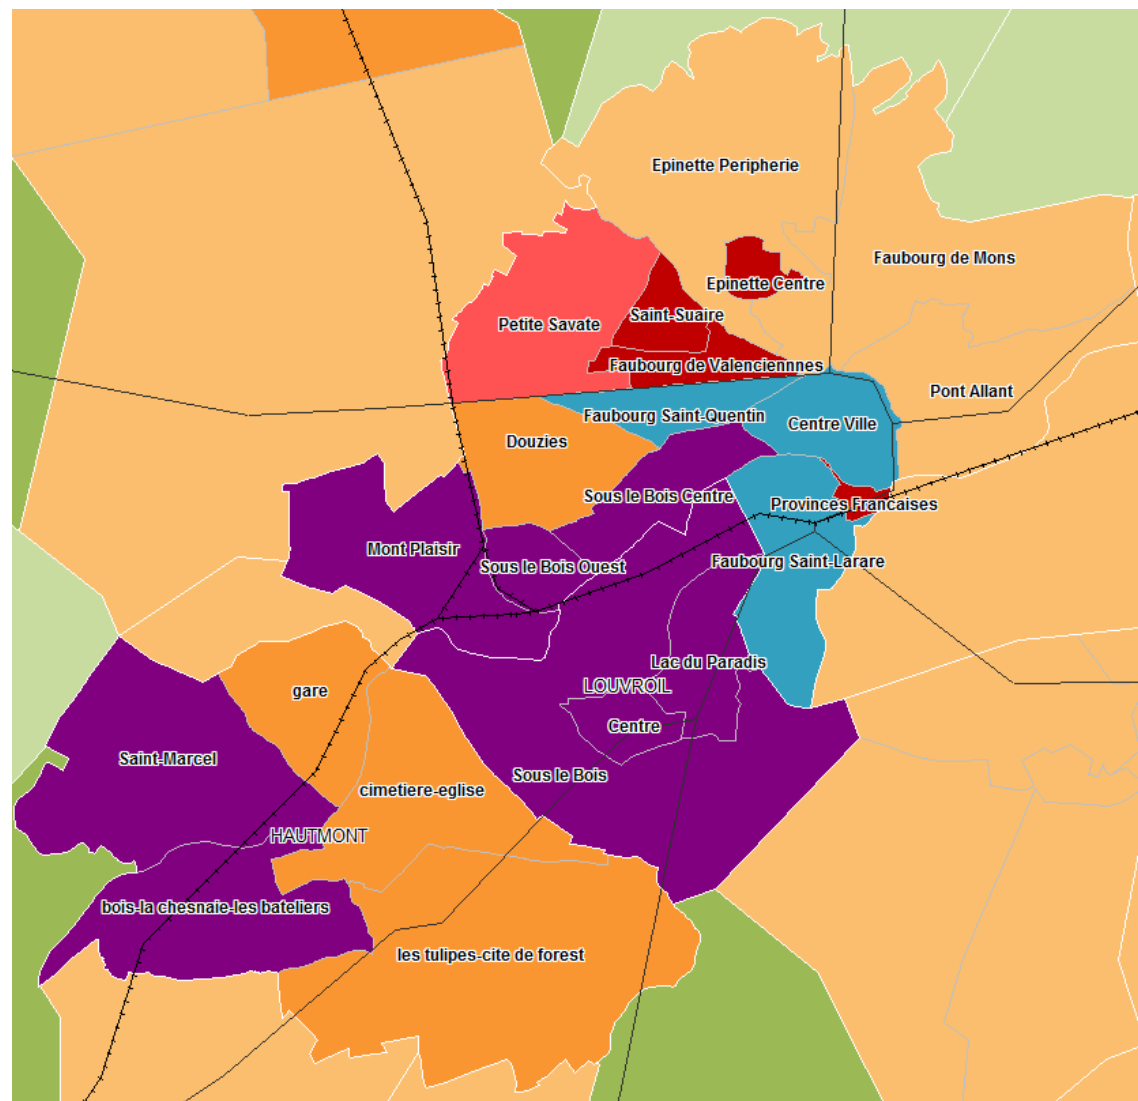 Epinette Peripherie
Faubourg de Mons
Epinette Centre
Saint-Suaire
Petite Savate
Faubourg de Valenciennnes
Pont Allant
Faubourg Saint-Quentin
Centre Ville
Douzies
Sous le Bois Centre
Provinces Francaises
Mont Plaisir
Sous le Bois Ouest
Faubourg Saint-Larare
Lac du Paradis
LOUVROIL
gare
Centre
Saint-Marcel
Sous le Bois
cimetiere-eglise
HAUTMONT
bois-la chesnaie-les bateliers
les tulipes-cite de forest